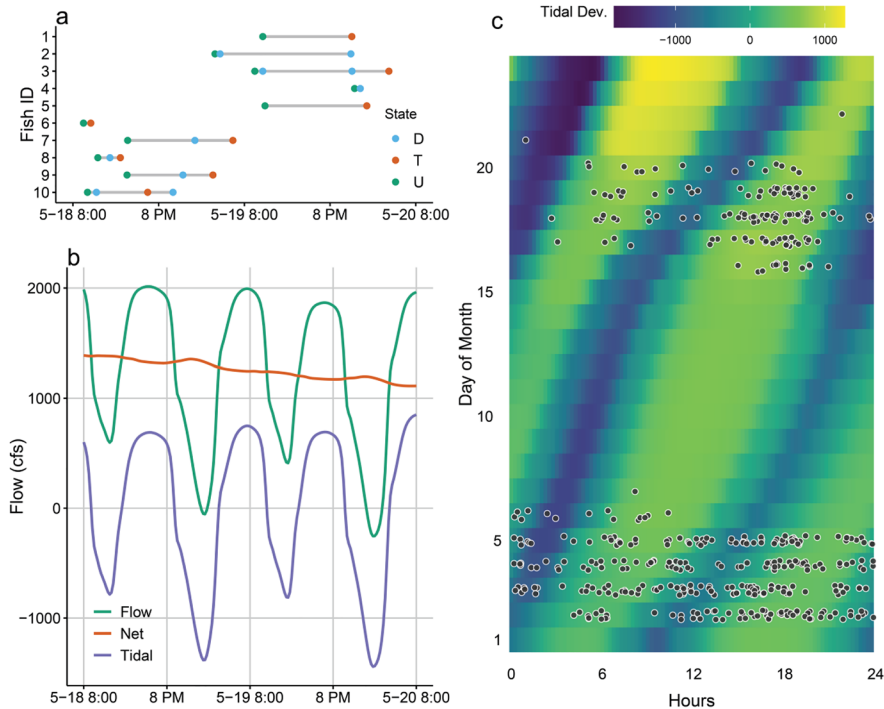 a
Fish ID
1
2
3
4
5
6
7
8
9
10
State
D
T
U
5−18 8:00
8 PM
5−19 8:00
8 PM
5−20 8:00
b
Flow (cfs)
2000
1000
0
−1000
Flow
Net
Tidal
5−18 8:00
8 PM
5−19 8:00
8 PM
5−20 8:00
c
Tidal Dev.
−1000
0
1000
Day of Month
20
15
10
5
1
0 6 12 18 24
Hours